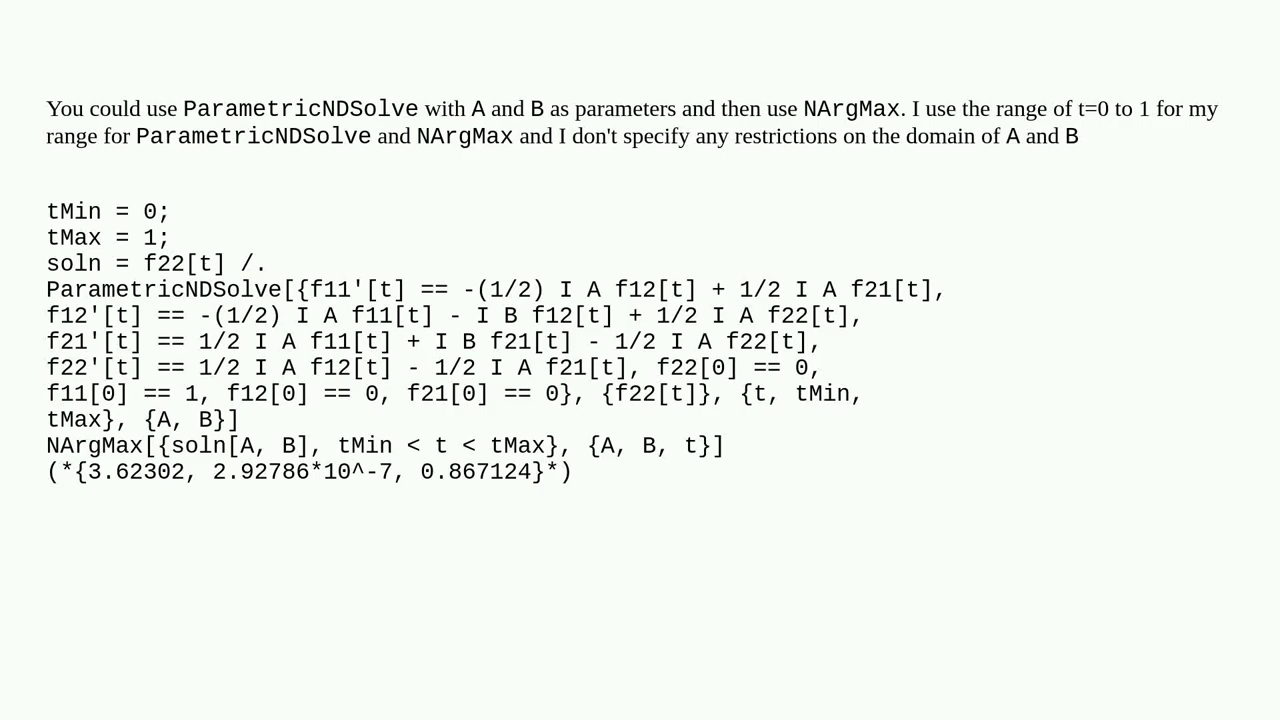 You could use ParametricNDSolve with A and B as parameters and then use NArgMax. I use the range of t=0 to 1 for my
range for ParametricNDSolve and NArgMax and I don't specify any restrictions on the domain of A and B
tMin = 0;
tMax = 1;
soln = f22[t] /.
ParametricNDSolve[{f11'[t] == -(1/2) I A f12[t] + 1/2 I A f21[t],
f12'[t] == -(1/2) I A f11[t] - I B f12[t] + 1/2 I A f22[t],
f21'[t] == 1/2 I A f11[t] + I B f21[t] - 1/2 I A f22[t],
f22'[t] == 1/2 I A f12[t] - 1/2 I A f21[t], f22[0] == 0,
f11[0] == 1, f12[0] == 0, f21[0] == 0}, {f22[t]}, {t, tMin,
tMax}, {A, B}]
NArgMax[{soln[A, B], tMin < t < tMax}, {A, B, t}]
(*{3.62302, 2.92786*10^-7, 0.867124}*)